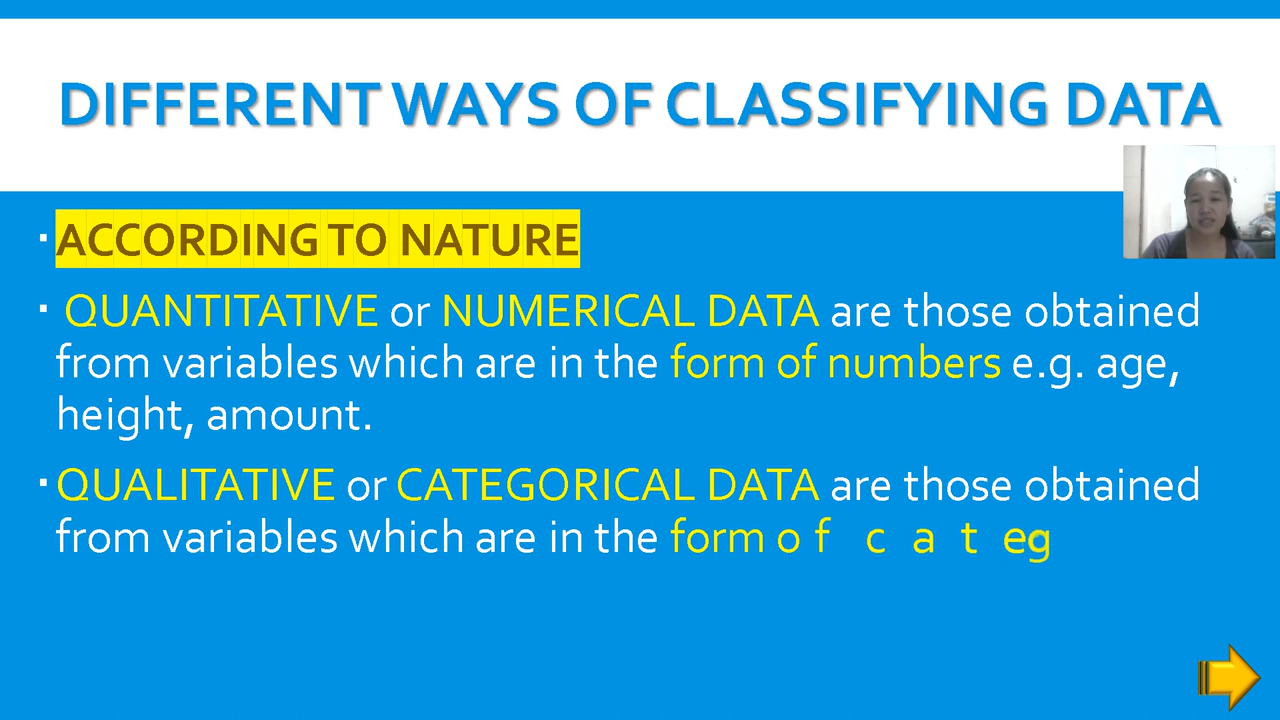 DIFFERENT WAYS OF CLASSIFYING DATA
▪ ACCORDING TO NATURE
▪ QUANTITATIVE or NUMERICAL DATA are those obtained
from variables which are in the form of numbers e.g. age,
height, amount.
▪ QUALITATIVE or CATEGORICAL DATA are those obtained
from variables which are in the form o f c a t eg